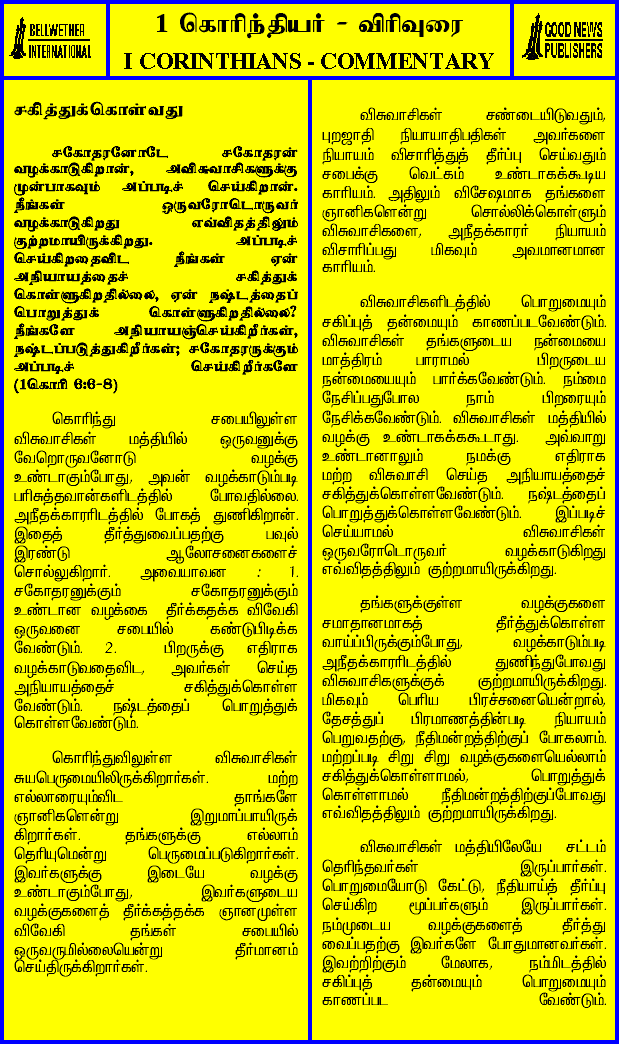 BELLWETHER
INTERNATIONAL
1 கொரிந்தியர் - விரிவுரை
I CORINTHIANS - COMMENTARY
GOOD NEWS
PUBLISHERS
சகித்துக்கொள்வது
சகோதரனோடே சகோதரன்
வழக்காடுகிறான், அவிசுவாசிகளுக்கு
முன்பாகவும் அப்படிச் செய்கிறான்.
நீங்கள் ஒருவரோடொருவர்
வழக்காடுகிறது எவ்விதத்திலும்
குற்றமாயிருக்கிறது. அப்படிச்
செய்கிறதைவிட நீங்கள் ஏன்
அநியாயத்தைச் சகித்துக்
கொள்ளுகிறதில்லை, ஏன் நஷ்டத்தைப்
பொறுத்துக் கொள்ளுகிறதில்லை?
நீங்களே அநியாயஞ்செய்கிறீர்கள்,
நஷ்டப்படுத்துகிறீர்கள்; சகோதரருக்கும்
அப்படிச் செய்கிறீர்களே
(1கொரி 6:6-8)
கொரிந்து சபையிலுள்ள
விசுவாசிகள் மத்தியில் ஒருவனுக்கு
வேறொருவனோடு வழக்கு
உண்டாகும்போது, அவன் வழக்காடும்படி
பரிசுத்தவான்களிடத்தில் போவதில்லை.
அநீதக்காரரிடத்தில் போகத் துணிகிறான்.
இதைத் தீர்த்துவைப்பதற்கு பவுல்
இரண்டு ஆலோசனைகளைச்
சொல்லுகிறார். அவையாவன : 1.
சகோதரனுக்கும் சகோதரனுக்கும்
உண்டான வழக்கை தீர்க்கதக்க விவேகி
ஒருவனை சபையில் கண்டுபிடிக்க
வேண்டும். 2. பிறருக்கு எதிராக
வழக்காடுவதைவிட, அவர்கள் செய்த
அநியாயத்தைச் சகித்துக்கொள்ள
வேண்டும். நஷ்டத்தைப் பொறுத்துக்
கொள்ளவேண்டும்.
கொரிந்துவிலுள்ள விசுவாசிகள்
சுயபெருமையிலிருக்கிறார்கள். மற்ற
எல்லாரையும்விட தாங்களே
ஞானிகளென்று இறுமாப்பாயிருக்
கிறார்கள். தங்களுக்கு எல்லாம்
தெரியுமென்று பெருமைப்படுகிறார்கள்.
இவர்களுக்கு இடையே வழக்கு
உண்டாகும்போது, இவர்களுடைய
வழக்குகளைத் தீர்க்கத்தக்க ஞானமுள்ள
விவேகி தங்கள் சபையில்
ஒருவருமில்லையென்று தீர்மானம்
செய்திருக்கிறார்கள்.
விசுவாசிகள் சண்டையிடுவதும்,
புறஜாதி நியாயாதிபதிகள் அவர்களை
நியாயம் விசாரித்துத் தீர்ப்பு செய்வதும்
சபைக்கு வெட்கம் உண்டாகக்கூடிய
காரியம். அதிலும் விசேஷமாக தங்களை
ஞானிகளென்று சொல்லிக்கொள்ளும்
விசுவாசிகளை, அநீதக்காரர் நியாயம்
விசாரிப்பது மிகவும் அவமானமான
காரியம்.
விசுவாசிகளிடத்தில் பொறுமையும்
சகிப்புத் தன்மையும் காணப்படவேண்டும்.
விசுவாசிகள் தங்களுடைய நன்மையை
மாத்திரம் பாராமல் பிறருடைய
நன்மையையும் பார்க்கவேண்டும். நம்மை
நேசிப்பதுபோல நாம் பிறரையும்
நேசிக்கவேண்டும். விசுவாசிகள் மத்தியில்
வழக்கு உண்டாகக்கூடாது. அவ்வாறு
உண்டானாலும் நமக்கு எதிராக
மற்ற விசுவாசி செய்த அநியாயத்தைச்
சகித்துக்கொள்ளவேண்டும். நஷ்டத்தைப்
பொறுத்துக்கொள்ளவேண்டும். இப்படிச்
செய்யாமல் விசுவாசிகள்
ஒருவரோடொருவர் வழக்காடுகிறது
எவ்விதத்திலும் குற்றமாயிருக்கிறது.
தங்களுக்குள்ள வழக்குகளை
சமாதானமாகத் தீர்த்துக்கொள்ள
வாய்ப்பிருக்கும்போது, வழக்காடும்படி
அநீதக்காரரிடத்தில் துணிந்துபோவது
விசுவாசிகளுக்குக் குற்றமாயிருக்கிறது.
மிகவும் பெரிய பிரச்சனையென்றால்,
தேசத்துப் பிரமாணத்தின்படி நியாயம்
பெறுவதற்கு, நீதிமன்றத்திற்குப் போகலாம்.
மற்றப்படி சிறு சிறு வழக்குகளையெல்லாம்
சகித்துக்கொள்ளாமல், பொறுத்துக்
கொள்ளாமல் நீதிமன்றத்திற்குப்போவது
எவ்விதத்திலும் குற்றமாயிருக்கிறது.
விசுவாசிகள் மத்தியிலேயே சட்டம்
தெரிந்தவர்கள் இருப்பார்கள்.
பொறுமையோடு கேட்டு, நீதியாய்த் தீர்ப்பு
செய்கிற மூப்பர்களும் இருப்பார்கள்.
நம்முடைய வழக்குகளைத் தீர்த்து
வைப்பதற்கு இவர்களே போதுமானவர்கள்.
இவற்றிற்கும் மேலாக, நம்மிடத்தில்
சகிப்புத் தன்மையும் பொறுமையும்
காணப்பட வேண்டும்.